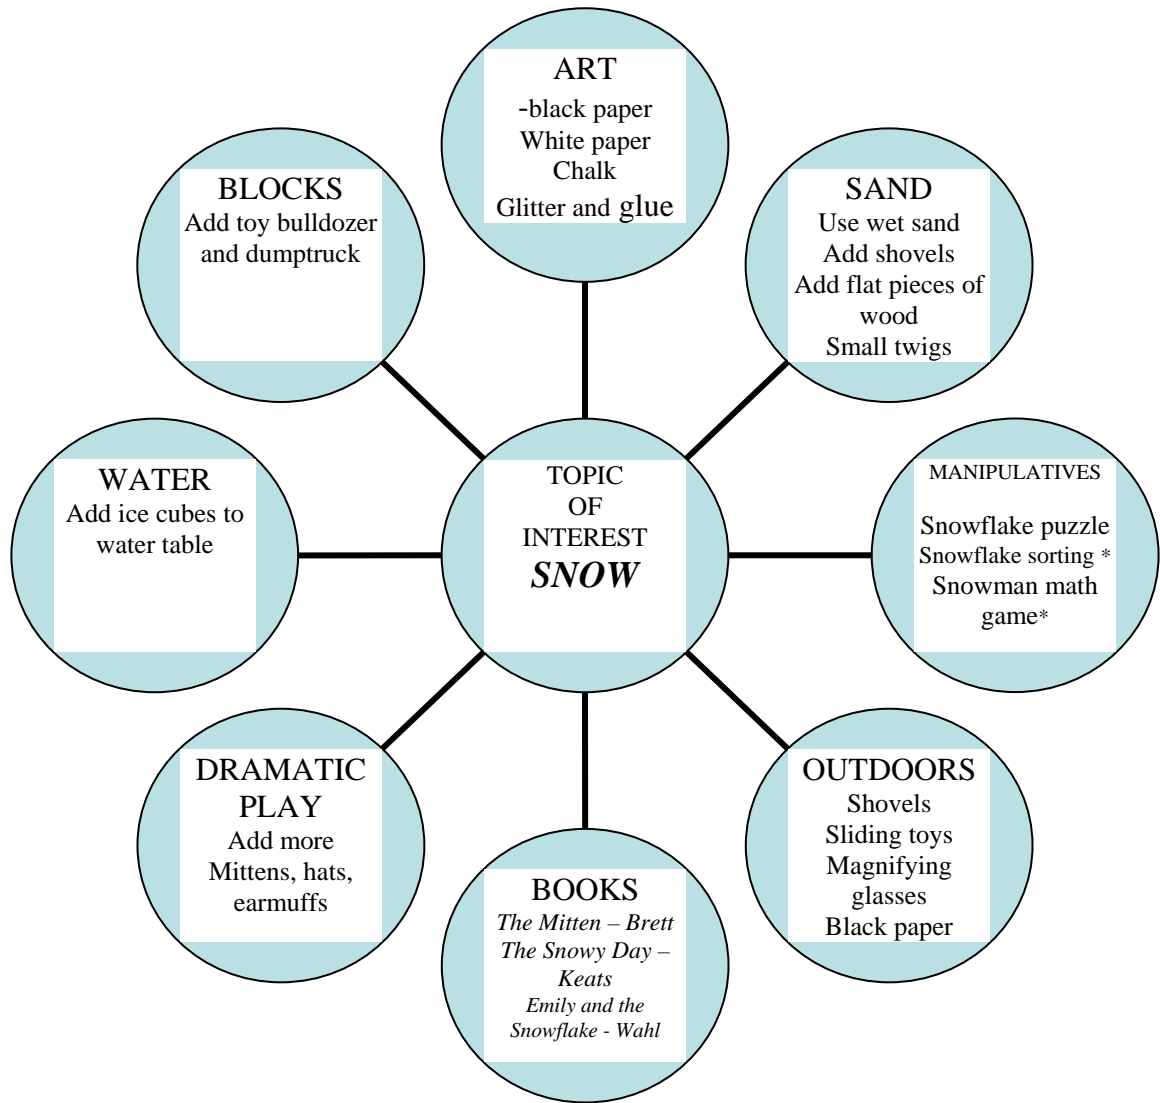 ART
-black paper
White paper
Chalk
Glitter and glue
BLOCKS
Add toy bulldozer
and dumptruck
SAND
Use wet sand
Add shovels
Add flat pieces of
wood
Small twigs
WATER
Add ice cubes to
water table
TOPIC
OF
INTEREST
SNOW
MANIPULATIVES
Snowflake puzzle
Snowflake sorting *
Snowman math
game*
DRAMATIC
PLAY
Add more
Mittens, hats,
earmuffs
BOOKS
The Mitten – Brett
The Snowy Day –
Keats
Emily and the
Snowflake - Wahl
OUTDOORS
Shovels
Sliding toys
Magnifying
glasses
Black paper